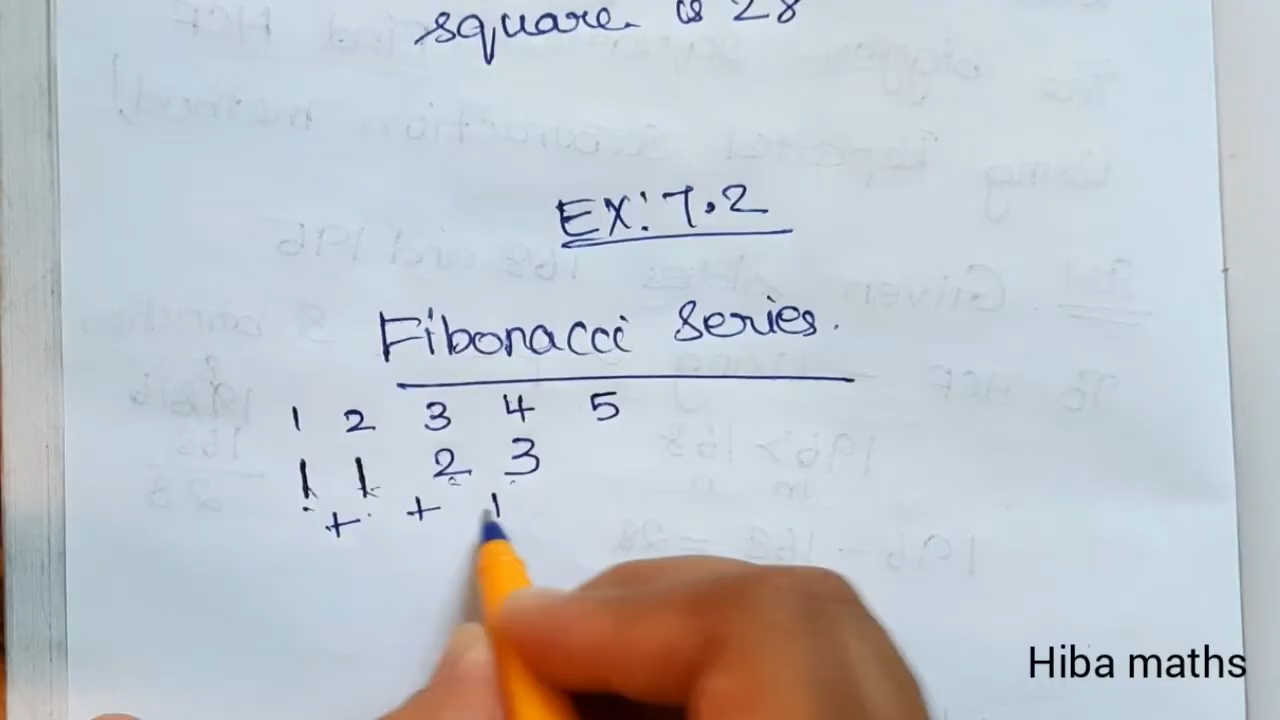 square is 28
EX: 7.2
Fibonacci Series.
1 2 3 4 5
1 1 2 3
+ +
Hiba maths